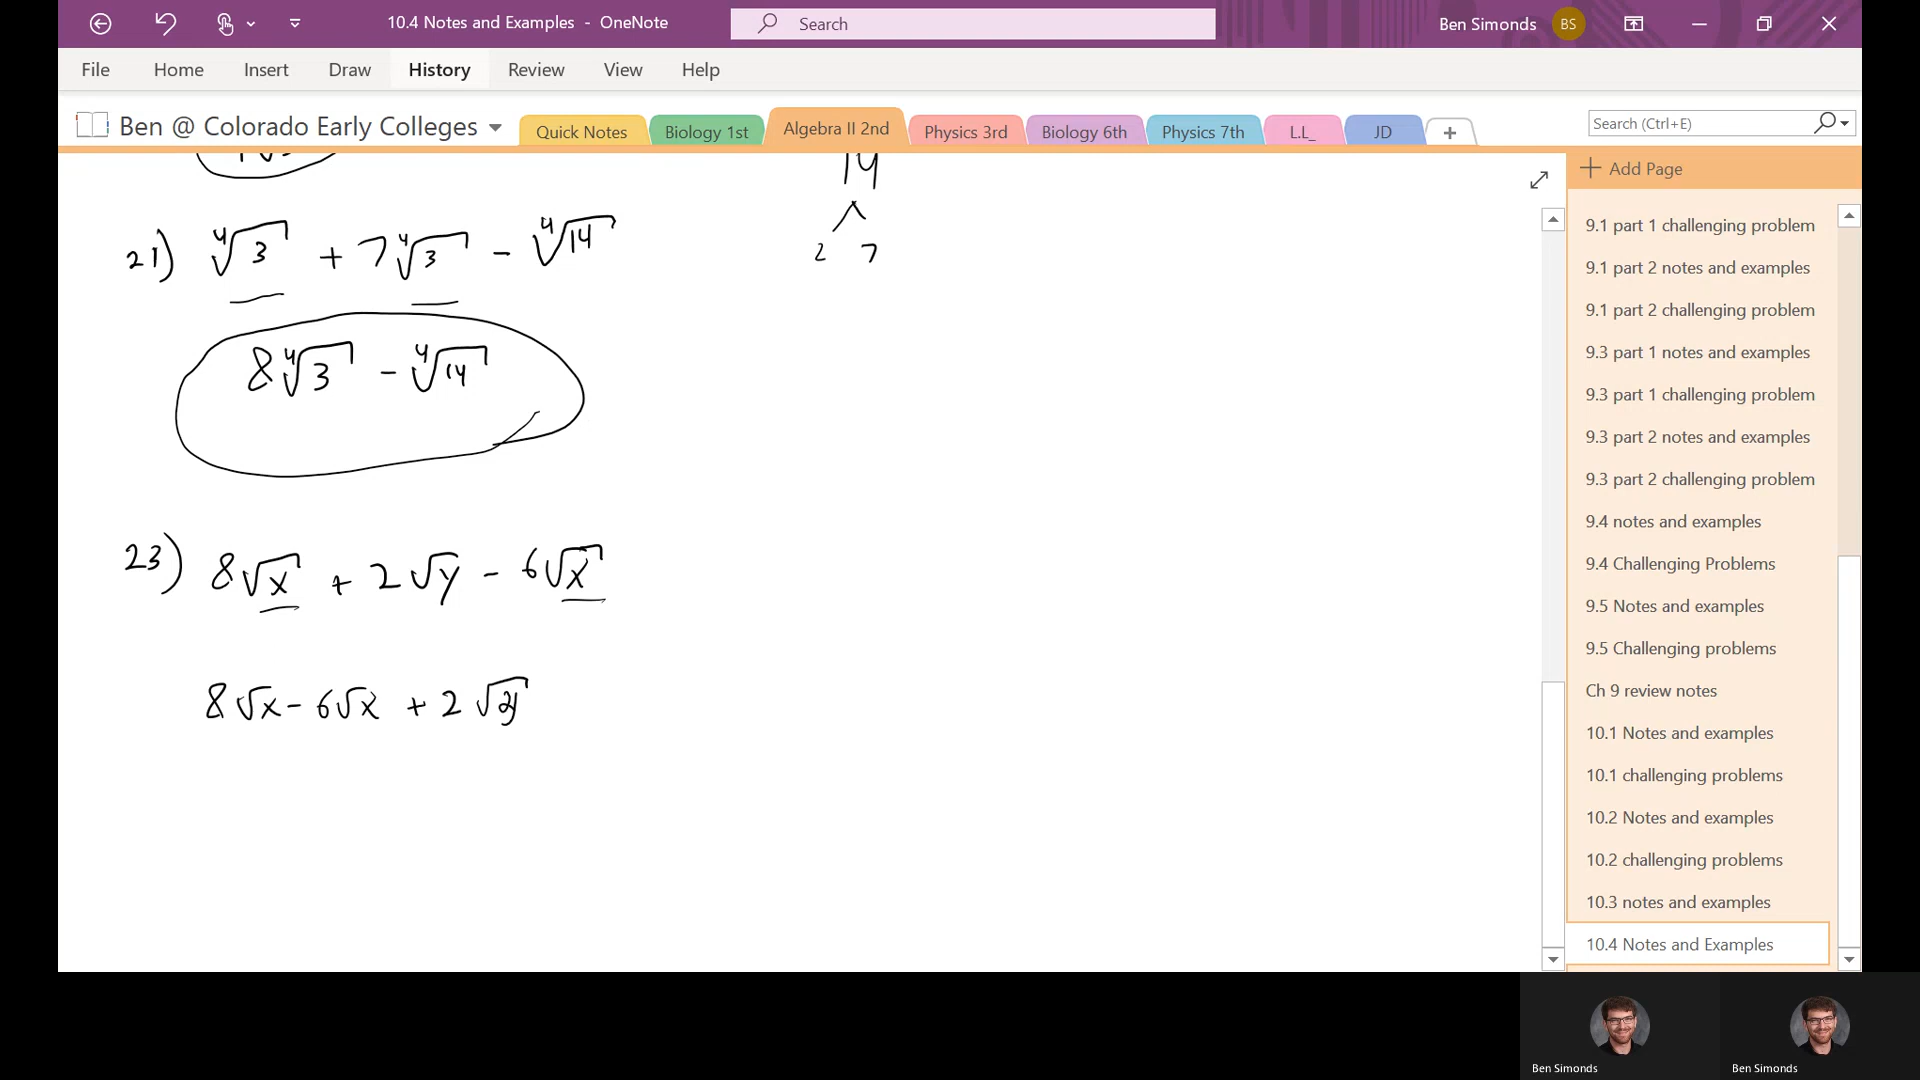 10.4 Notes and Examples - OneNote
Search
Ben Simonds
BS
File Home Insert Draw History Review View Help
Ben @ Colorado Early Colleges
Quick Notes
Biology 1st
Algebra II 2nd
Physics 3rd
Biology 6th
Physics 7th
L.L_
JD
Search (Ctrl+E)
14
2 7
21) ∜3 + 7∜3 - ∜14
8∜3 - ∜14
23) 8√x + 2√y - 6√x
8√x - 6√x + 2√y
Add Page
9.1 part 1 challenging problem
9.1 part 2 notes and examples
9.1 part 2 challenging problem
9.3 part 1 notes and examples
9.3 part 1 challenging problem
9.3 part 2 notes and examples
9.3 part 2 challenging problem
9.4 notes and examples
9.4 Challenging Problems
9.5 Notes and examples
9.5 Challenging problems
Ch 9 review notes
10.1 Notes and examples
10.1 challenging problems
10.2 Notes and examples
10.2 challenging problems
10.3 notes and examples
10.4 Notes and Examples
Ben Simonds
Ben Simonds